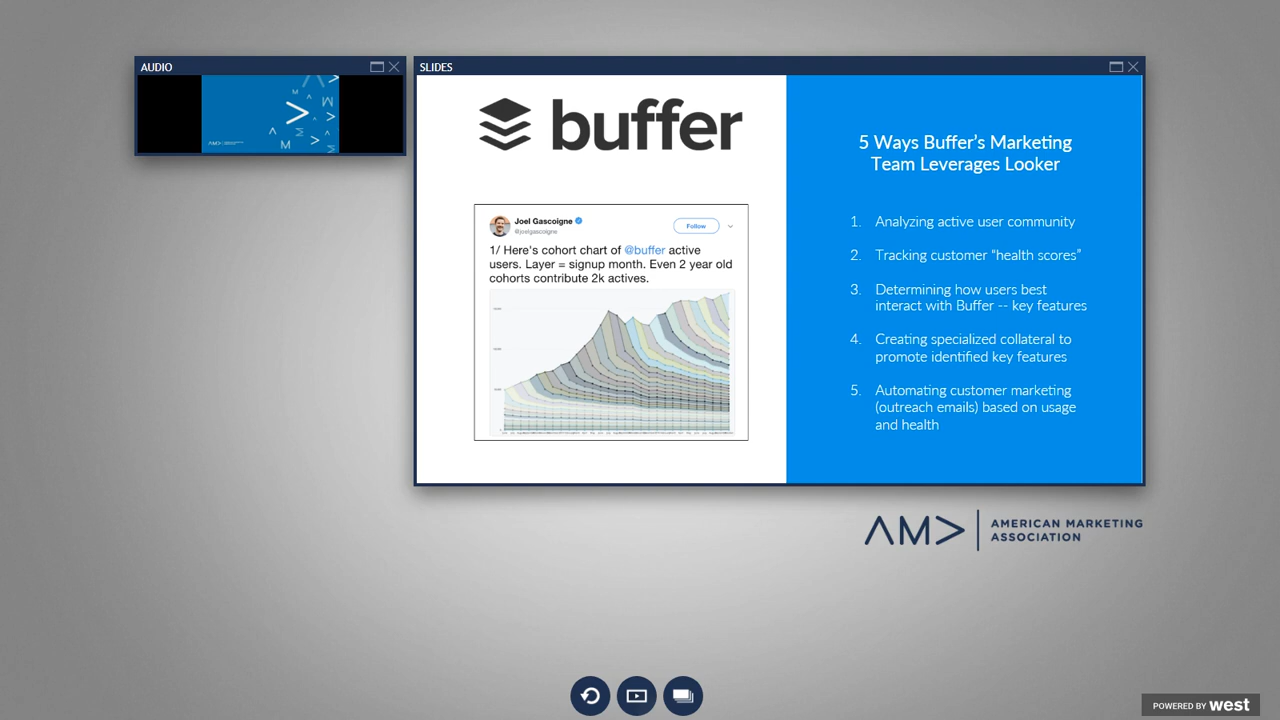 AUDIO
SLIDES
buffer
Joel Gascoigne
@joelgascoigne
Follow
1/ Here's cohort chart of @buffer active
users. Layer = signup month. Even 2 year old
cohorts contribute 2k actives.
5 Ways Buffer's Marketing
Team Leverages Looker
1. Analyzing active user community
2. Tracking customer “health scores”
3. Determining how users best
interact with Buffer -- key features
4. Creating specialized collateral to
promote identified key features
5. Automating customer marketing
(outreach emails) based on usage
and health
AMERICAN MARKETING
ASSOCIATION
POWERED BY west